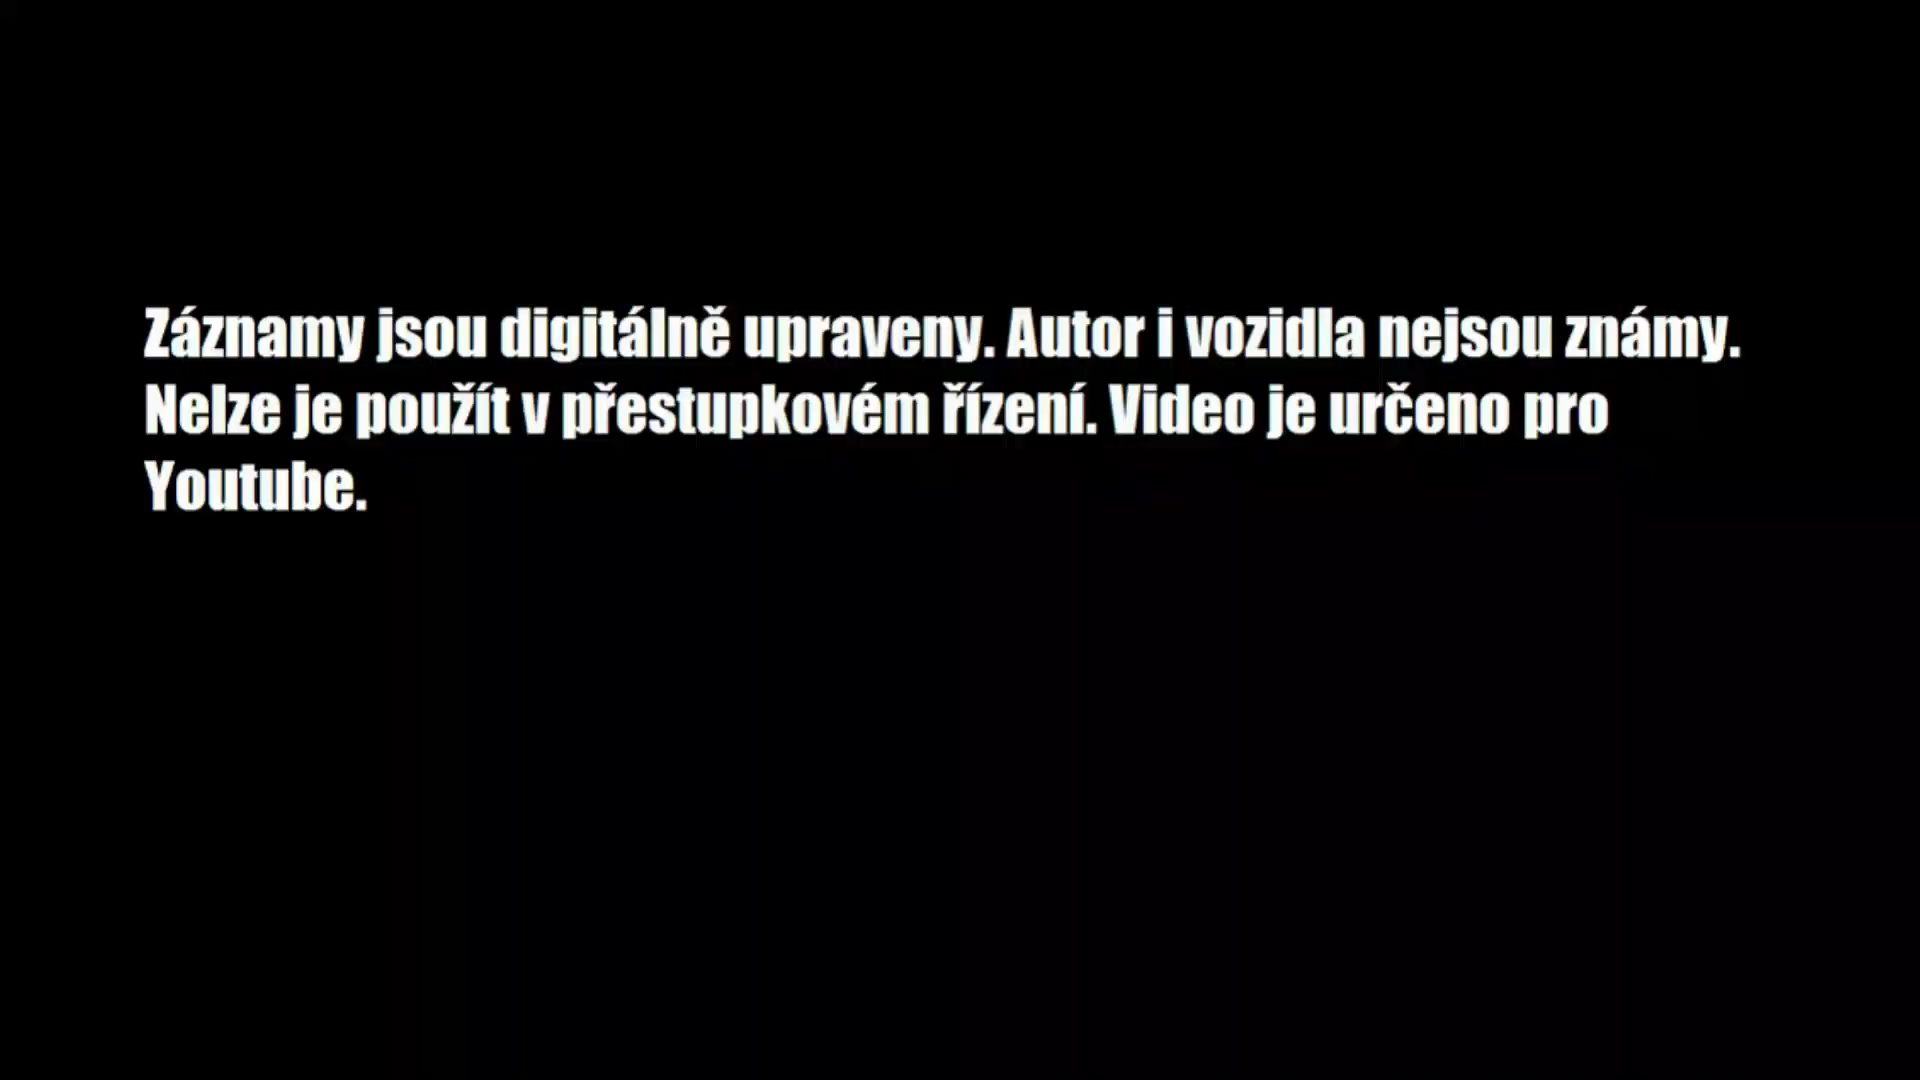 Záznamy jsou digitálně upraveny. Autor i vozidla nejsou známy.
Nelze je použít v přestupkovém řízení. Video je určeno pro
Youtube.